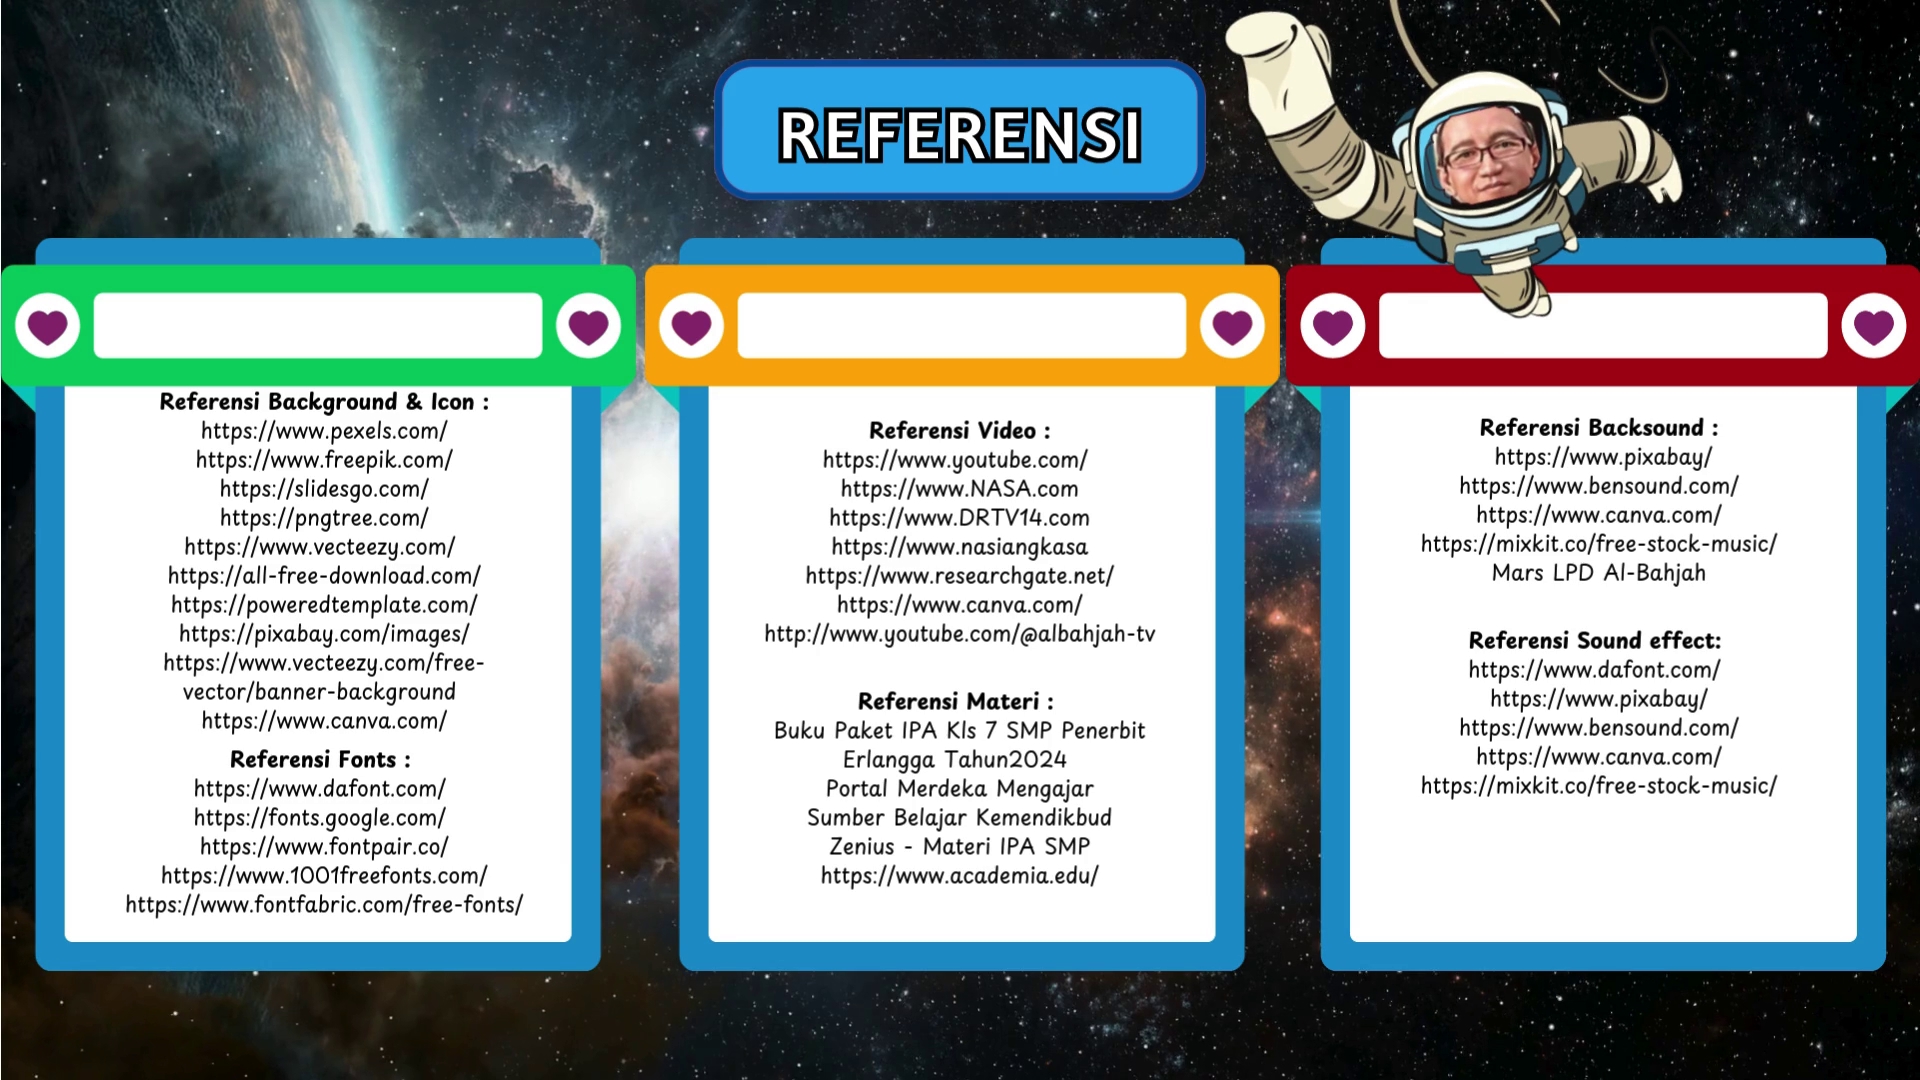 REFERENSI
Referensi Background & Icon :
https://www.pexels.com/
https://www.freepik.com/
https://slidesgo.com/
https://pngtree.com/
https://www.vecteezy.com/
https://all-free-download.com/
https://poweredtemplate.com/
https://pixabay.com/images/
https://www.vecteezy.com/free-
vector/banner-background
https://www.canva.com/
Referensi Fonts :
https://www.dafont.com/
https://fonts.google.com/
https://www.fontpair.co/
https://www.1001freefonts.com/
https://www.fontfabric.com/free-fonts/
Referensi Video :
https://www.youtube.com/
https://www.NASA.com
https://www.DRTV14.com
https://www.nasiangkasa
https://www.researchgate.net/
https://www.canva.com/
http://www.youtube.com/@albahjah-tv
Referensi Materi :
Buku Paket IPA Kls 7 SMP Penerbit
Erlangga Tahun2024
Portal Merdeka Mengajar
Sumber Belajar Kemendikbud
Zenius - Materi IPA SMP
https://www.academia.edu/
Referensi Backsound :
https://www.pixabay/
https://www.bensound.com/
https://www.canva.com/
https://mixkit.co/free-stock-music/
Mars LPD Al-Bahjah
Referensi Sound effect:
https://www.dafont.com/
https://www.pixabay/
https://www.bensound.com/
https://www.canva.com/
https://mixkit.co/free-stock-music/